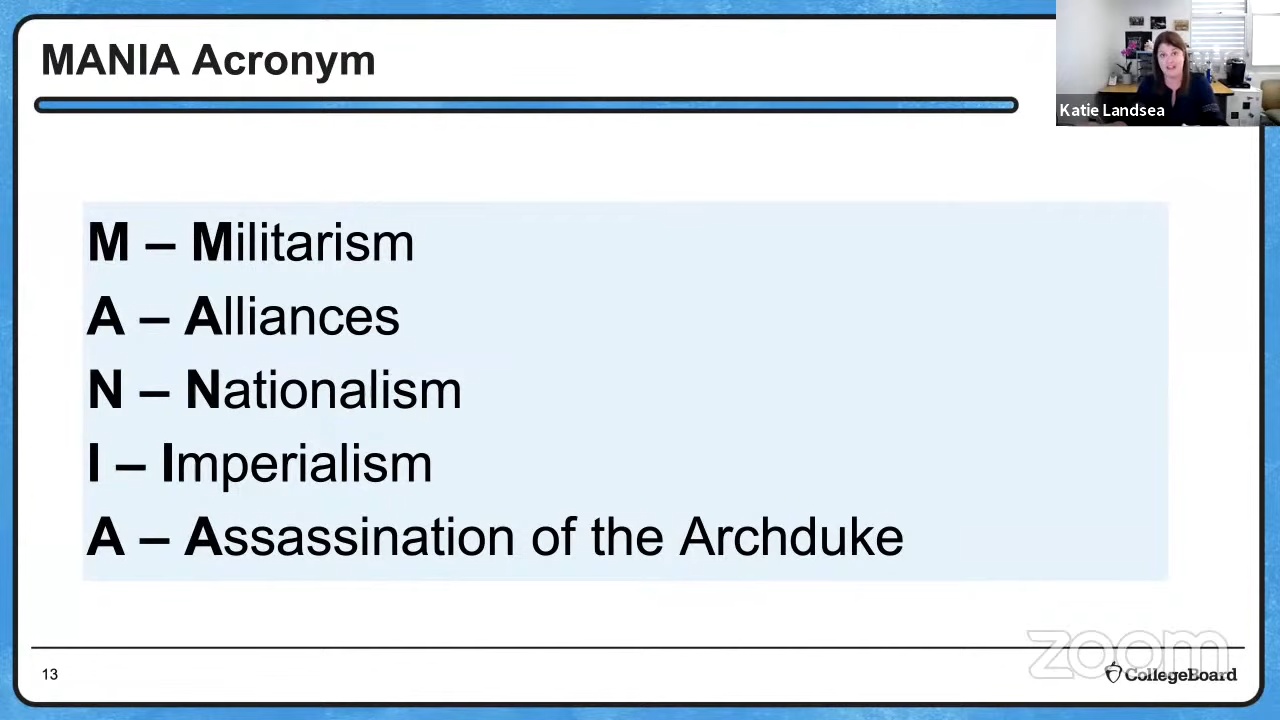 MANIA Acronym
Katie Landsea
M – Militarism
A – Alliances
N – Nationalism
I – Imperialism
A – Assassination of the Archduke
zoom
13
CollegeBoard